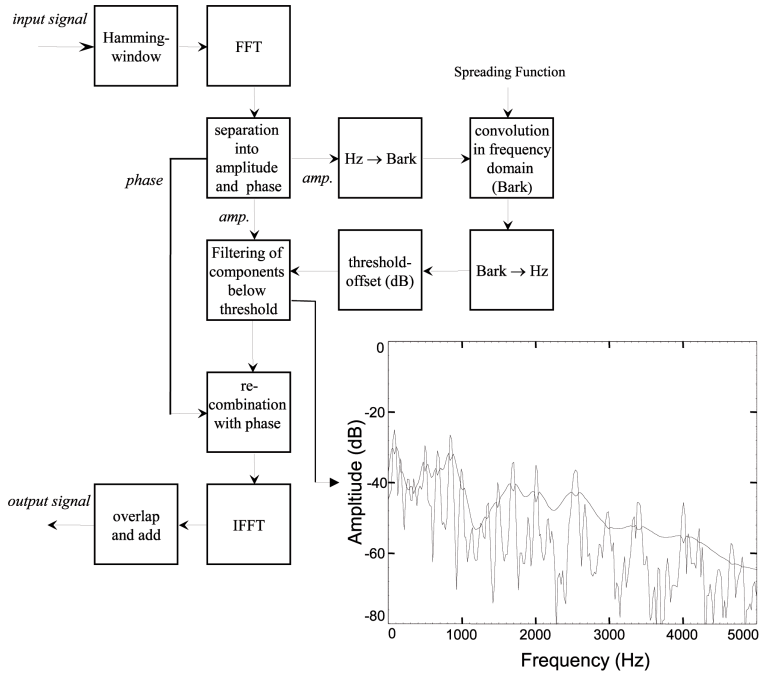 input signal
Hamming-
window
FFT
Spreading Function
separation
into
amplitude
and phase
phase
amp.
Hz → Bark
convolution
in frequency
domain
(Bark)
amp.
Filtering of
components
below
threshold
threshold-
offset (dB)
Bark → Hz
re-
combination
with phase
output signal
overlap
and add
IFFT
0
-20
-40
-60
-80
Ampltiude (dB)
0
1000
2000
3000
4000
5000
Frequency (Hz)